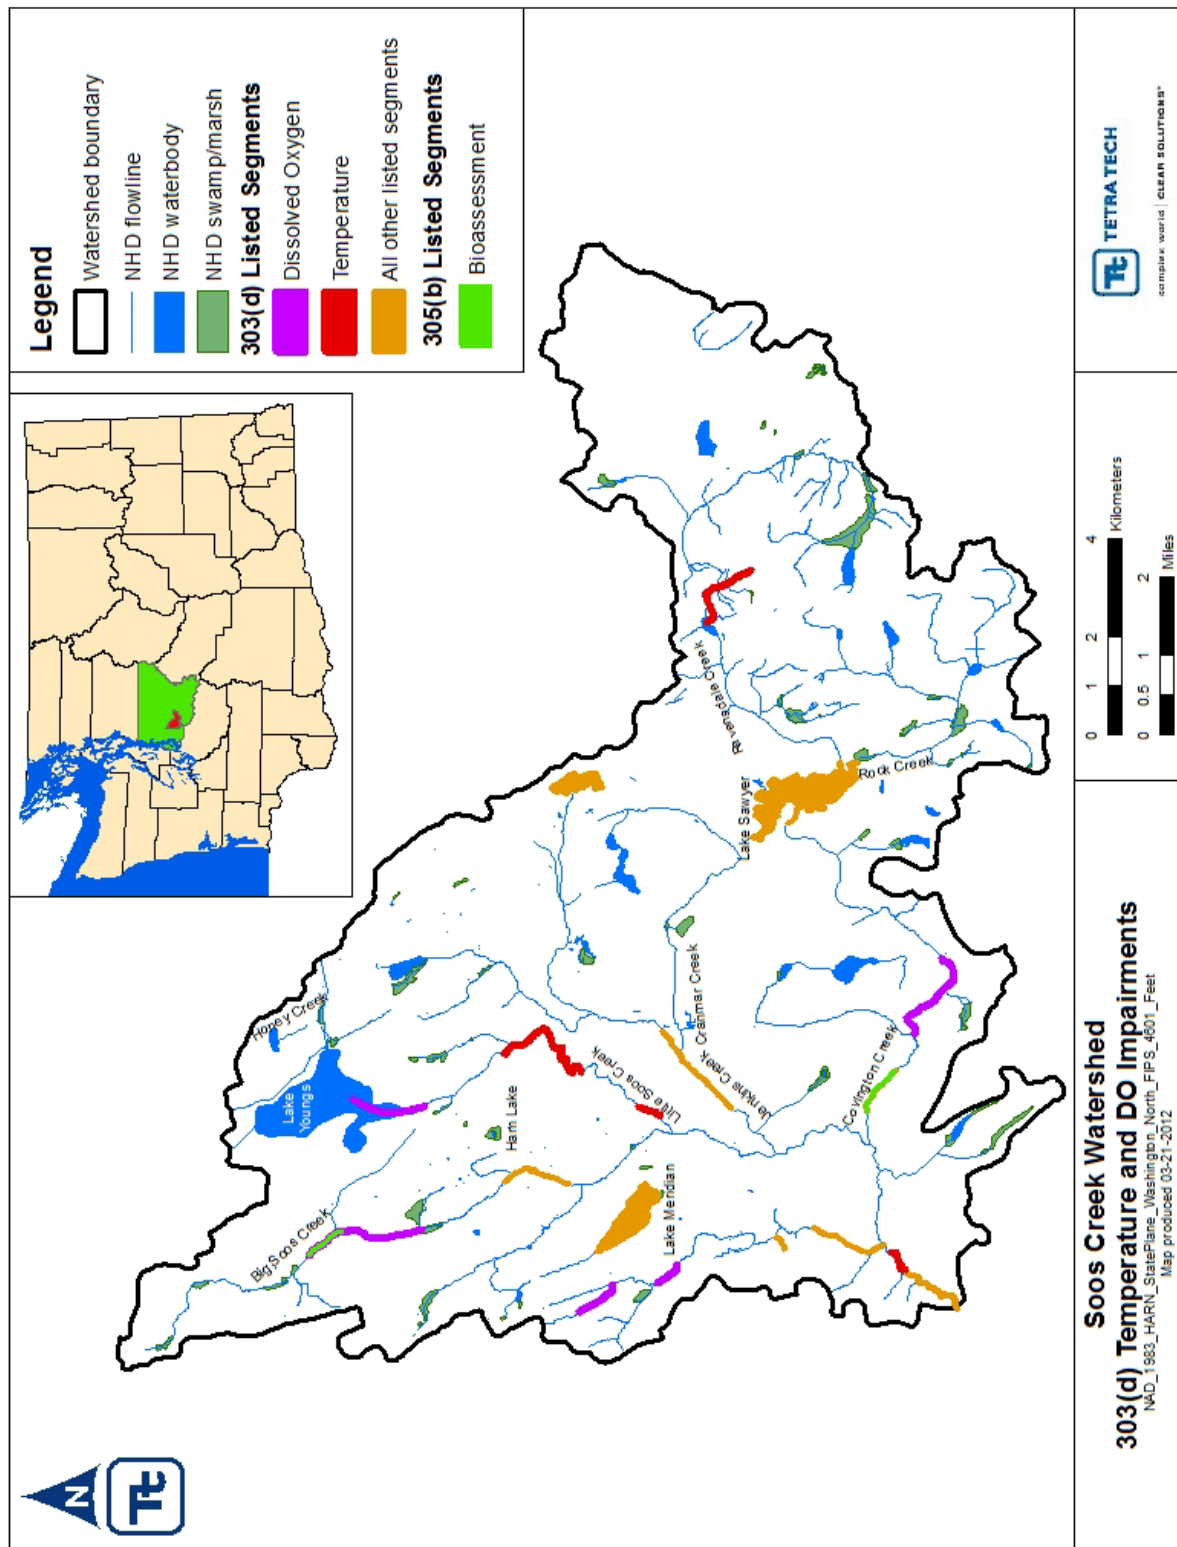 Legend
Watershed boundary
NHD flowline
NHD waterbody
NHD swamp/marsh
303(d) Listed Segments
Dissolved Oxygen
Temperature
All other listed segments
305(b) Listed Segments
Bioassessment
N
Tt
Big Soos Creek
Lake
Youngs
Honey Creek
Ham Lake
Lake Meridian
Little Soos Creek
Jenkins Creek
Cranmar Creek
Covington Creek
Lake Sawyer
Ravensdale Creek
Rock Creek
Soos Creek Watershed
303(d) Temperature and DO Impairments
NAD_1983_HARN_StatePlane_Washington_North_FIPS_4601_Feet
Map produced 03-21-2012
0 1 2 4
Kilometers
0 0.5 1 2
Miles
Tt TETRA TECH
complex world | CLEAR SOLUTIONS™